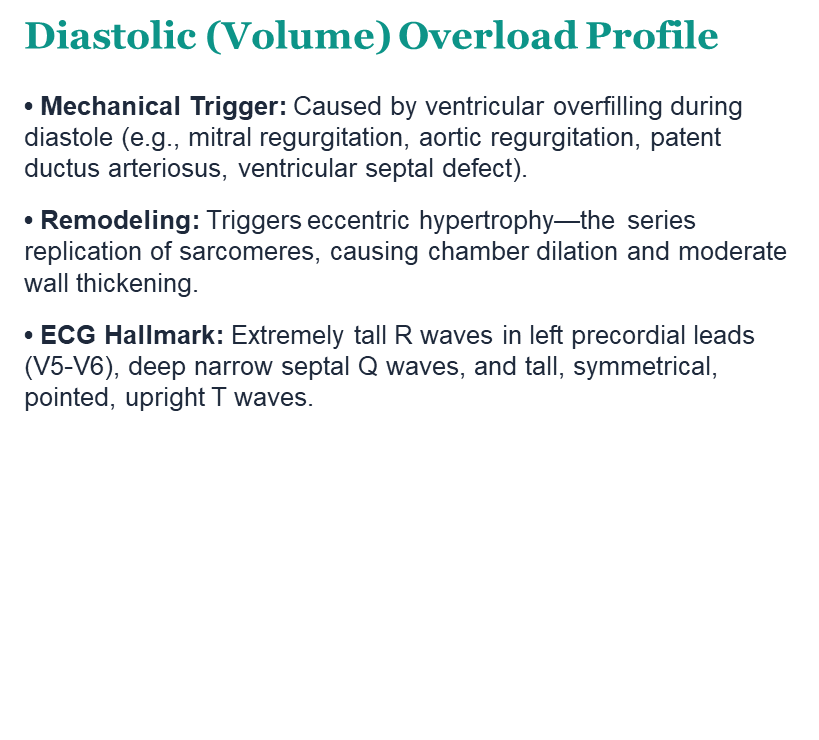 Diastolic (Volume) Overload Profile
• Mechanical Trigger: Caused by ventricular overfilling during
diastole (e.g., mitral regurgitation, aortic regurgitation, patent
ductus arteriosus, ventricular septal defect).
• Remodeling: Triggers eccentric hypertrophy—the series
replication of sarcomeres, causing chamber dilation and moderate
wall thickening.
• ECG Hallmark: Extremely tall R waves in left precordial leads
(V5-V6), deep narrow septal Q waves, and tall, symmetrical,
pointed, upright T waves.